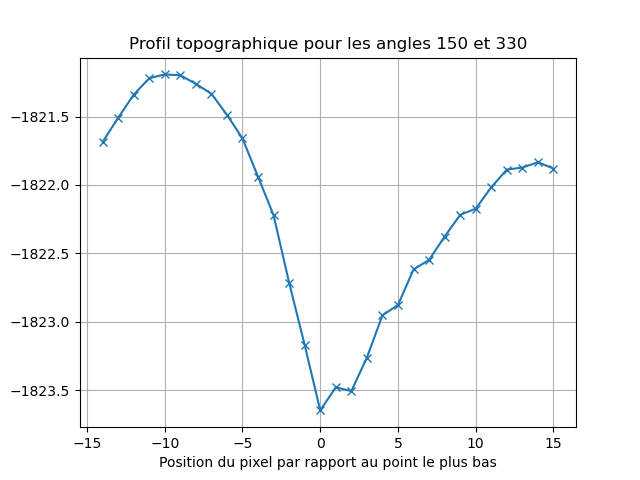 Profil topographique pour les angles 150 et 330
−1821.5
−1822.0
−1822.5
−1823.0
−1823.5
−15 −10 −5 0 5 10 15
Position du pixel par rapport au point le plus bas